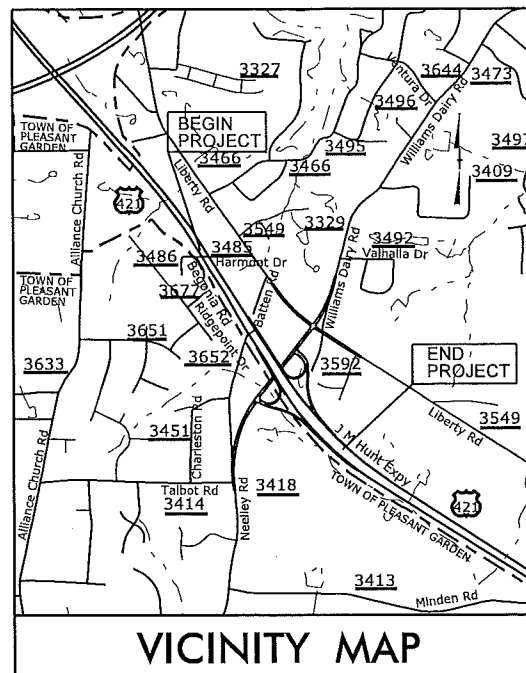 3327
3644
3473
Ventura Dr
3496
Williams Dairy Rd
BEGIN
PROJECT
TOWN OF
PLEASANT
GARDEN
3495
3466
3466
3409
Liberty Rd
Alliance Church Rd
421
3549
3329
3492
Valhalla Dr
3485
Harmont Dr
3486
Williams Dairy Rd
Batten Rd
Begonia Rd
TOWN OF
PLEASANT
GARDEN
3677
Ridgepoint Dr
3651
3652
3592
END
PROJECT
3633
Liberty Rd
3549
3451
Charleston Rd
J M Hunt Expy
Alliance Church Rd
Talbot Rd
3414
Neelley Rd
3418
TOWN OF PLEASANT GARDEN
421
3413
Minden Rd
VICINITY MAP